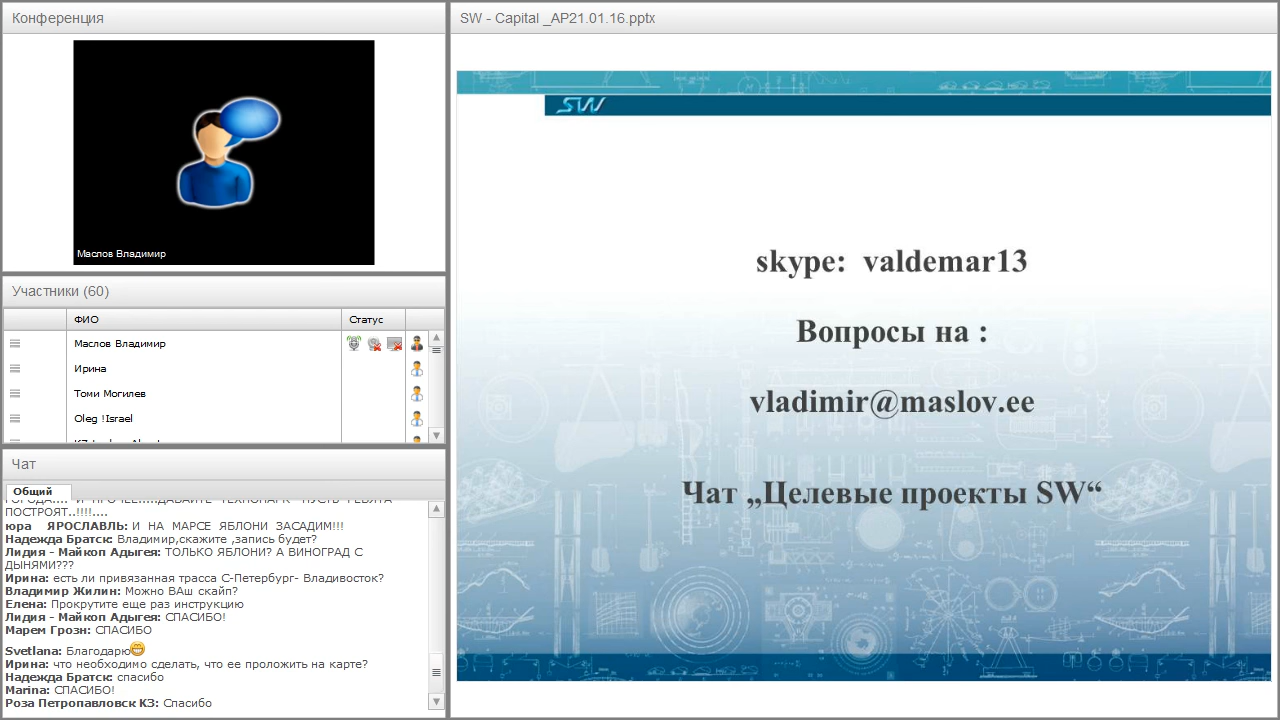 Конференция
Маслов Владимир
Участники (60)
ФИО
Статус
Маслов Владимир
Ирина
Томи Могилев
Oleg !Israel
Чат
Общий
ПОСТРОЯТ..!!!!....
юра ЯРОСЛАВЛЬ: И НА МАРСЕ ЯБЛОНИ ЗАСАДИМ!!!
Надежда Братск: Владимир,скажите ,запись будет?
Лидия - Майкоп Адыгея: ТОЛЬКО ЯБЛОНИ? А ВИНОГРАД С
ДЫНЯМИ???
Ирина: есть ли привязанная трасса С-Петербург- Владивосток?
Владимир Жилин: Можно ВАш скайп?
Елена: Прокрутите еще раз инструкцию
Лидия - Майкоп Адыгея: СПАСИБО!
Марем Грозн: СПАСИБО
Svetlana: Благодарю
Ирина: что необходимо сделать, что ее проложить на карте?
Надежда Братск: спасибо
Marina: СПАСИБО!
Роза Петропавловск КЗ: Спасибо
SW - Capital _AP21.01.16.pptx
SW
skype: valdemar13
Вопросы на :
vladimir@maslov.ee
Чат „Целевые проекты SW“